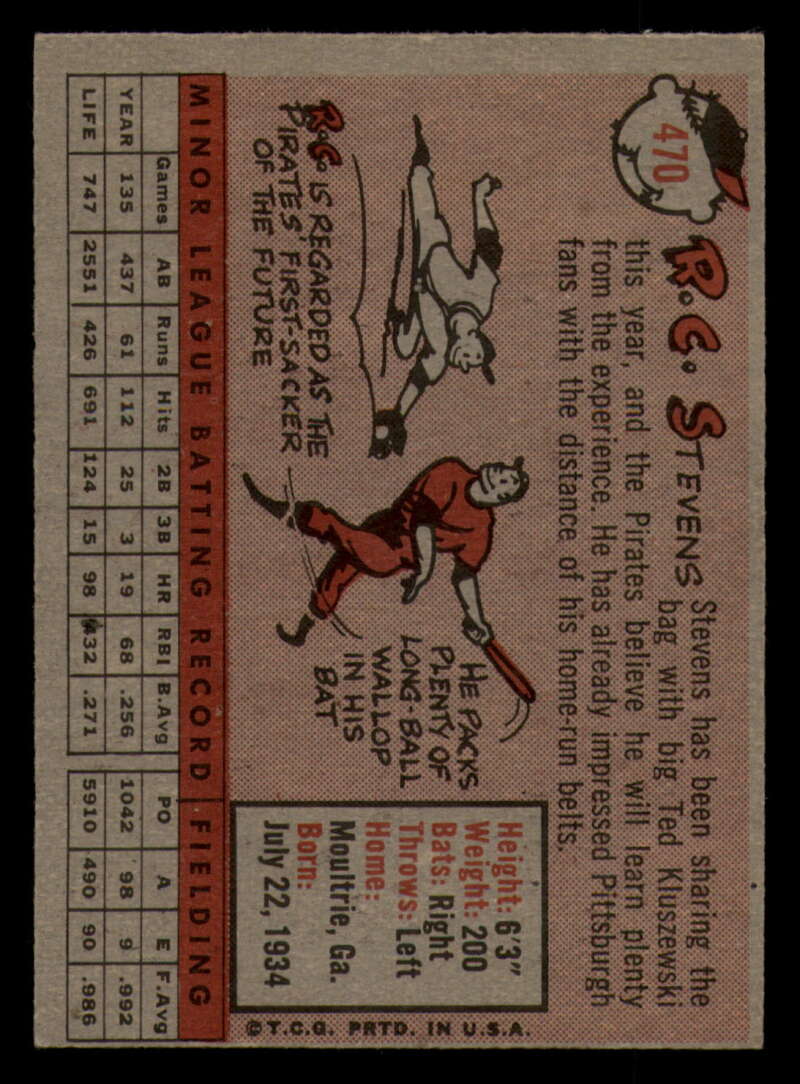 470
R.C. STEVENS
Stevens has been sharing the
bag with big Ted Kluszewski
this year, and the Pirates believe he will learn plenty
from the experience. He has already impressed Pittsburgh
fans with the distance of his home-run belts.
R.C. IS REGARDED AS THE
PIRATES' FIRST-SACKER
OF THE FUTURE
HE PACKS
PLENTY OF
LONG-BALL
WALLOP
IN HIS
BAT
Height: 6'3"
Weight: 200
Bats: Right
Throws: Left
Home:
Moultrie, Ga.
Born:
July 22, 1934
MINOR LEAGUE BATTING RECORD FIELDING
Games AB Runs Hits 2B 3B HR RBI B.Avg PO A E F.Avg
YEAR 135 437 61 112 25 3 19 68 .256 1042 98 9 .992
LIFE 747 2551 426 691 124 15 98 432 .271 5910 490 90 .986
©T.C.G. PRTD. IN U.S.A.